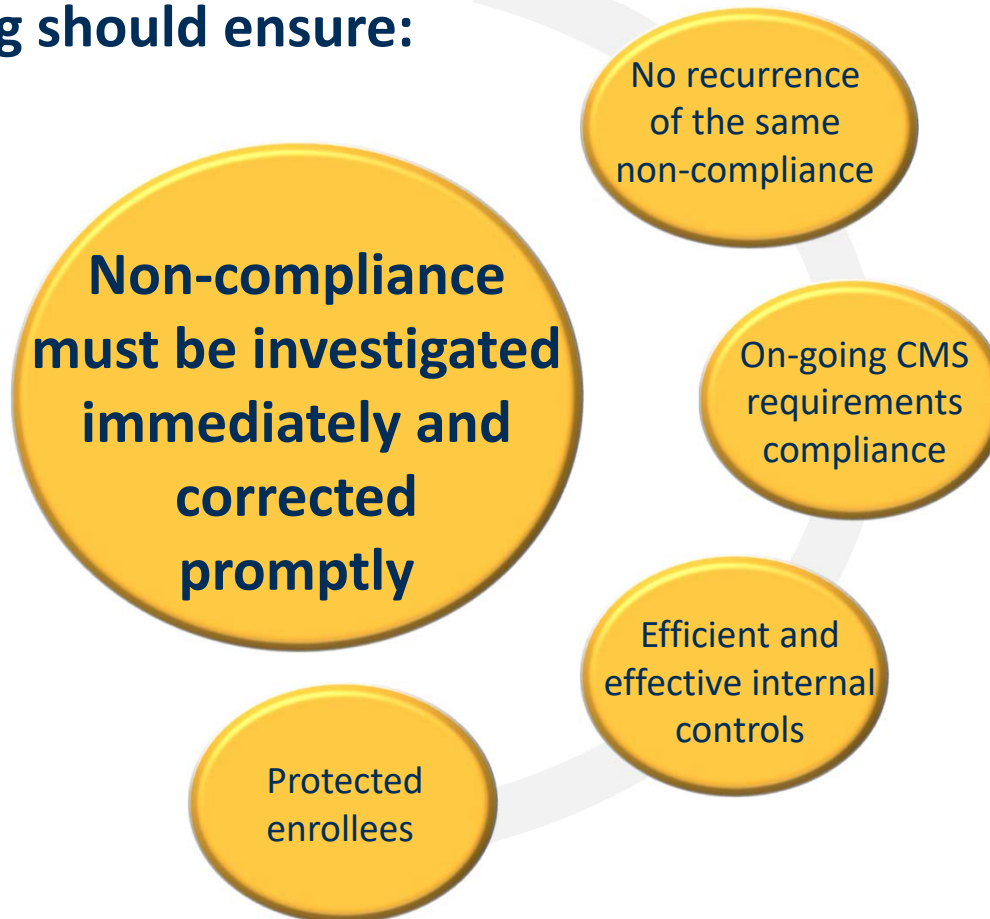 g should ensure:
No recurrence
of the same
non-compliance
Non-compliance
must be investigated
immediately and
corrected
promptly
On-going CMS
requirements
compliance
Efficient and
effective internal
controls
Protected
enrollees